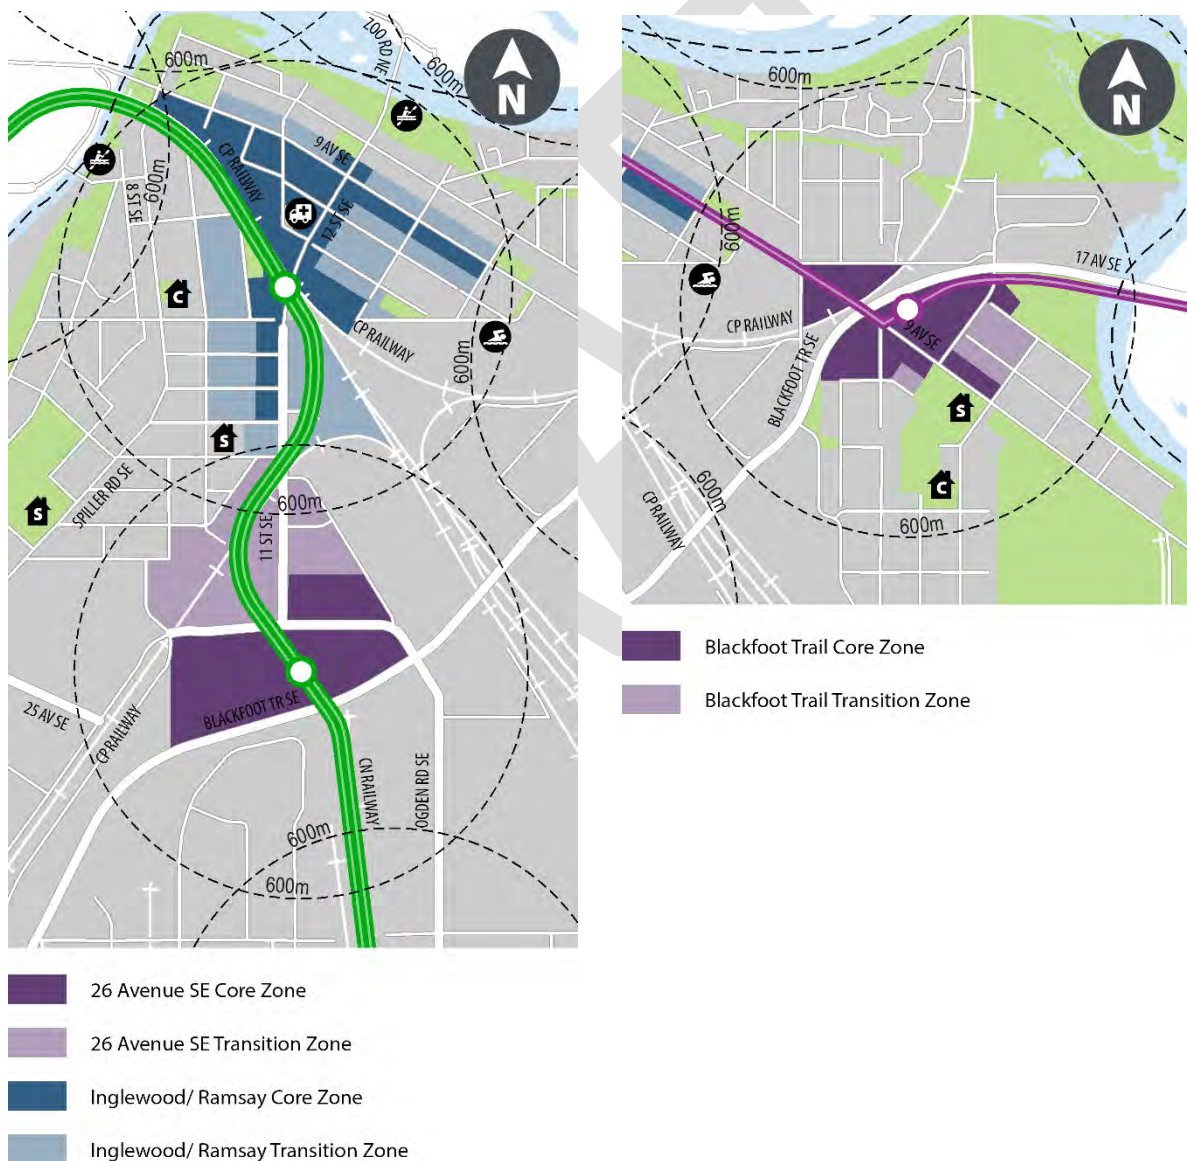 600m
ZOO RD NE
600m
N
9 AV SE
CP RAILWAY
600m
8 ST SE
12 ST SE
C
CP RAILWAY
600m
S
SPILLER RD SE
S
600m
11 ST SE
BLACKFOOT TR SE
25 AV SE
CP RAILWAY
CN RAILWAY
OGDEN RD SE
600m
600m
26 Avenue SE Core Zone
26 Avenue SE Transition Zone
Inglewood/ Ramsay Core Zone
Inglewood/ Ramsay Transition Zone
600m
N
600m
17 AV SE
CP RAILWAY
9 AV SE
BLACKFOOT TR SE
S
C
600m
CP RAILWAY
600m
Blackfoot Trail Core Zone
Blackfoot Trail Transition Zone